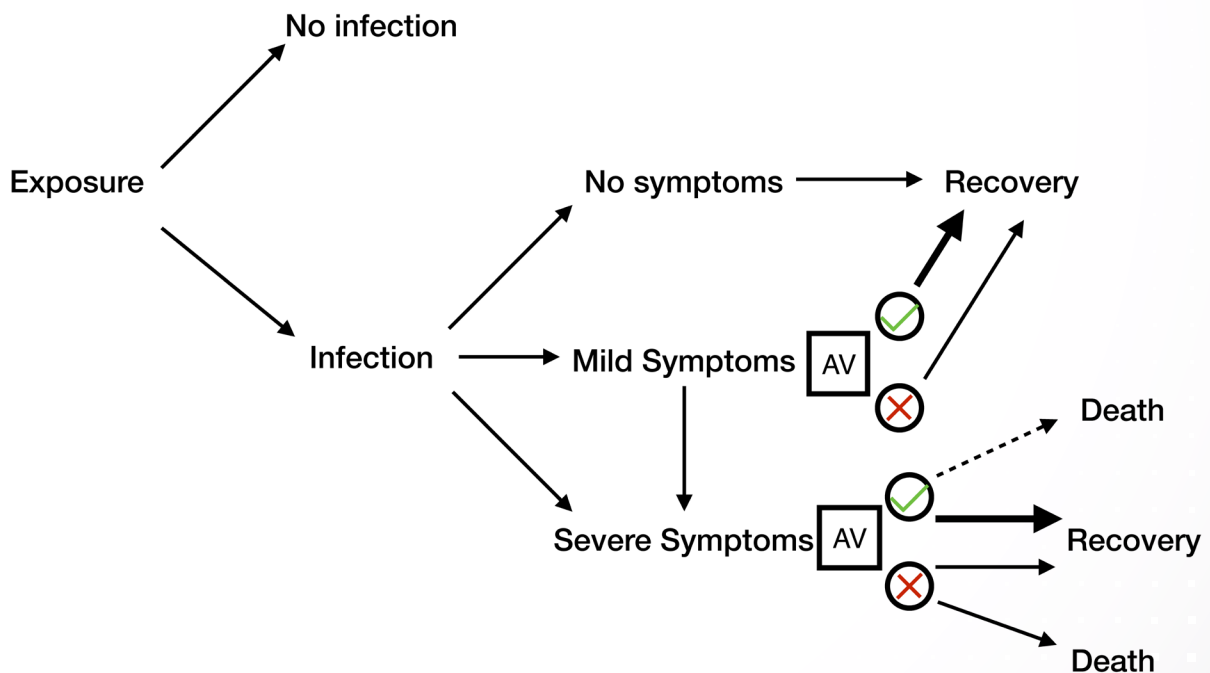 No infection
Exposure
No symptoms
Recovery
Infection
Mild Symptoms
AV
Death
Severe Symptoms
AV
Recovery
Death